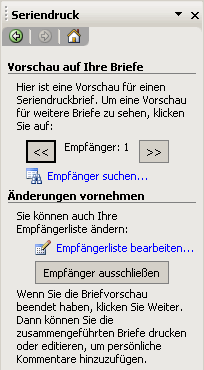 Seriendruck
Vorschau auf Ihre Briefe
Hier ist eine Vorschau für einen
Seriendruckbrief. Um eine Vorschau
für weitere Briefe zu sehen, klicken
Sie auf:
<< Empfänger: 1 >>
Empfänger suchen...
Änderungen vornehmen
Sie können auch Ihre
Empfängerliste ändern:
Empfängerliste bearbeiten...
Empfänger ausschließen
Wenn Sie die Briefvorschau
beendet haben, klicken Sie Weiter.
Dann können Sie die
zusammengeführten Briefe drucken
oder editieren, um persönliche
Kommentare hinzuzufügen.